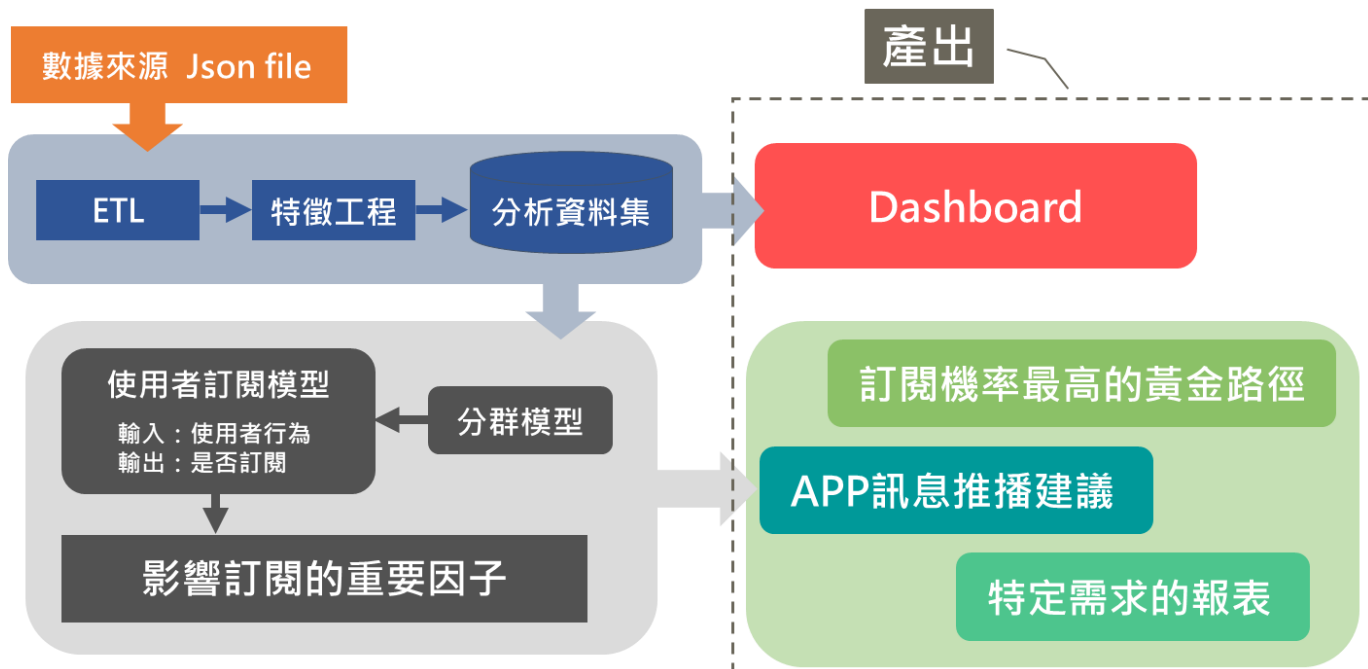 產出
數據來源 Json file
ETL
特徵工程
分析資料集
Dashboard
使用者訂閱模型
輸入：使用者行為
輸出：是否訂閱
分群模型
影響訂閱的重要因子
訂閱機率最高的黃金路徑
APP訊息推播建議
特定需求的報表